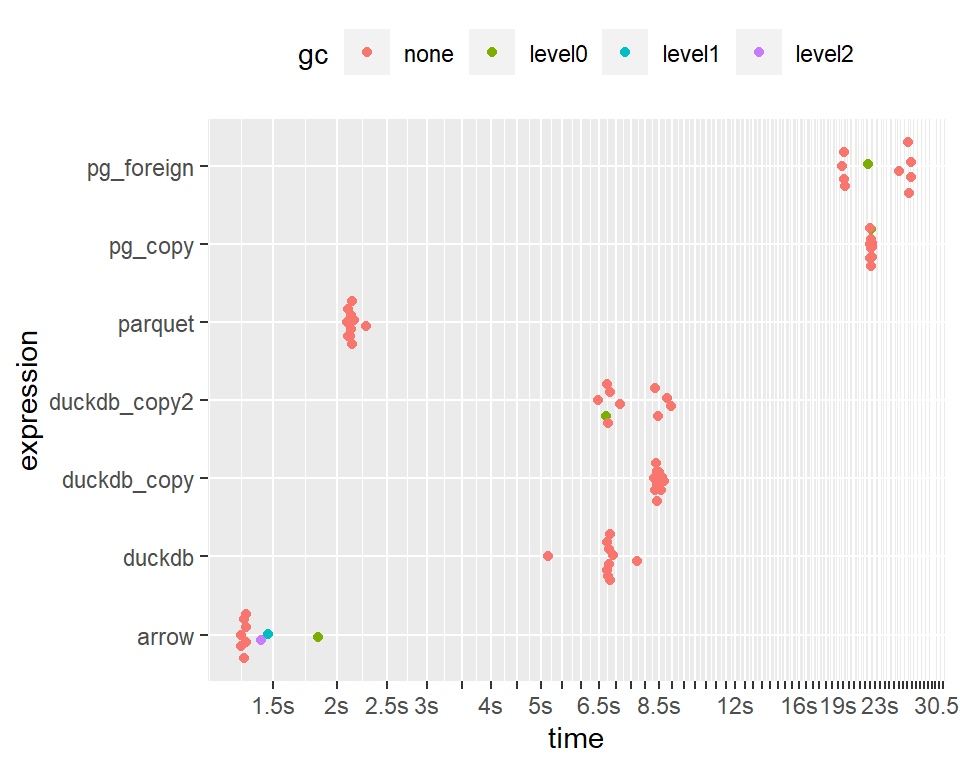 gc none level0 level1 level2
pg_foreign
pg_copy
parquet
duckdb_copy2
duckdb_copy
duckdb
arrow
expression
1.5s 2s 2.5s 3s 4s 5s 6.5s 8.5s 12s 16s 19s 23s 30.5
time